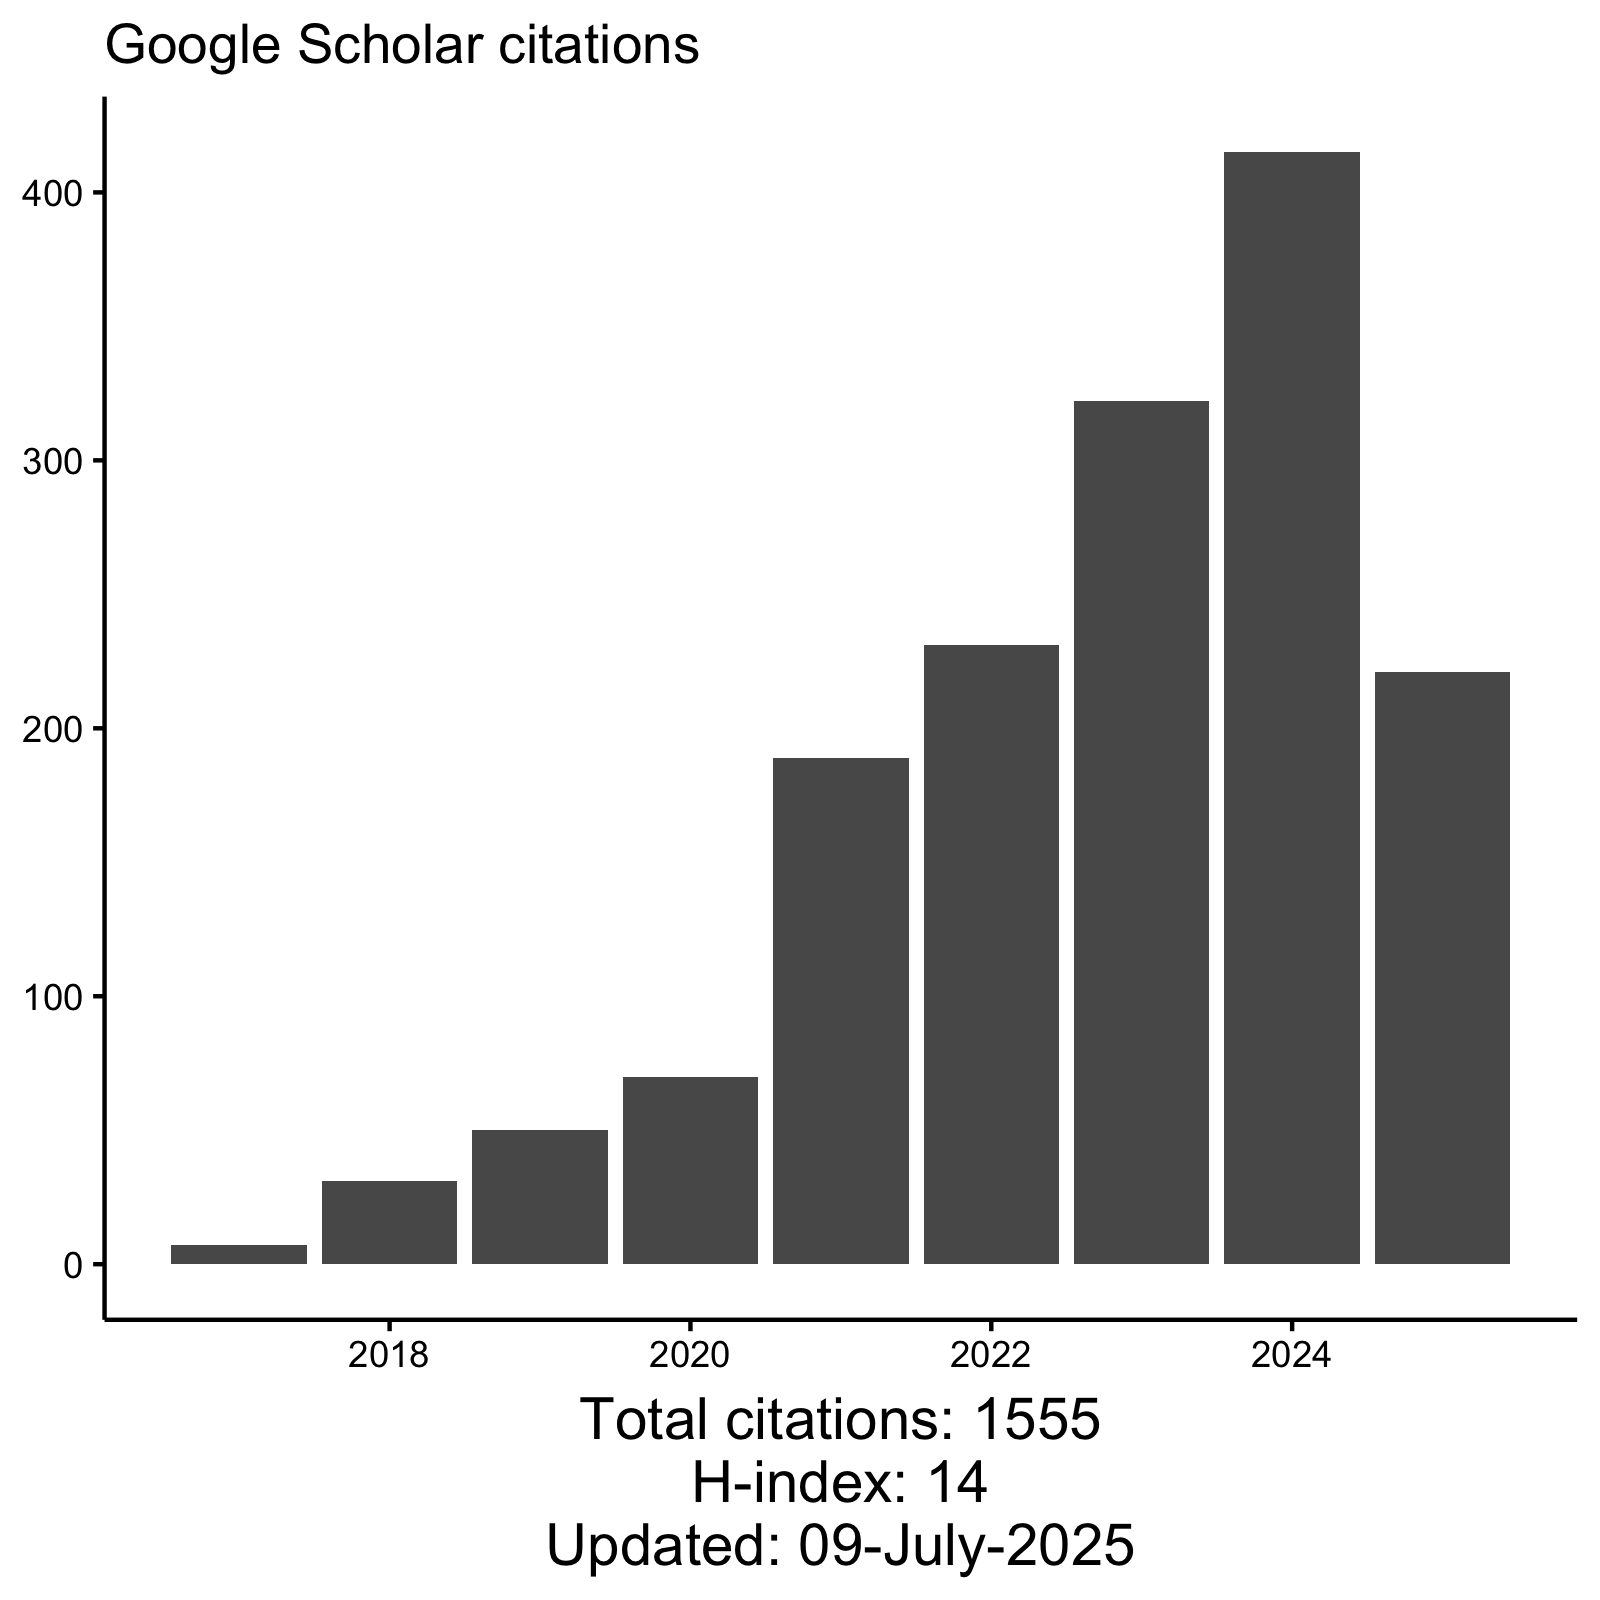 Google Scholar citations
400
300
200
100
0
2018 2020 2022 2024
Total citations: 1555
H-index: 14
Updated: 09-July-2025